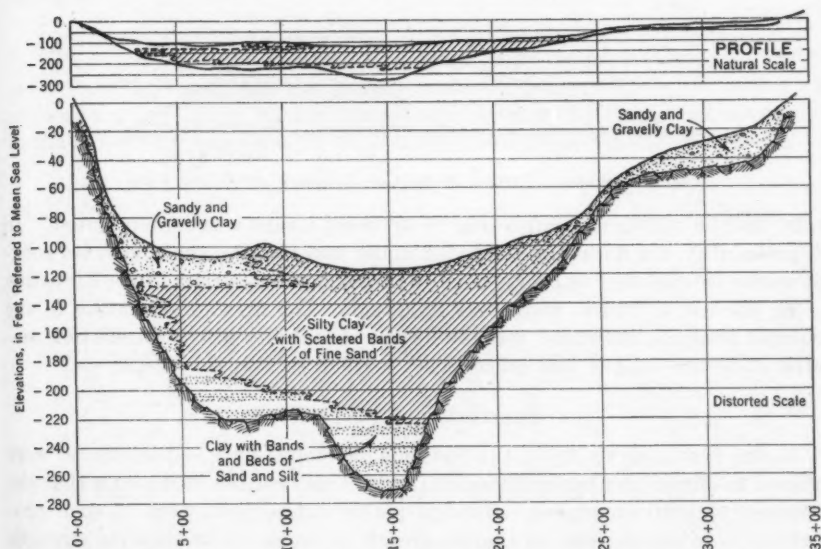 0
-100
-200
-300
PROFILE
Natural Scale
Elevations, in Feet, Referred to Mean Sea Level
0
-20
-40
-60
-80
-100
-120
-140
-160
-180
-200
-220
-240
-260
-280
Sandy and
Gravelly Clay
Sandy and
Gravelly Clay
Silty Clay
with Scattered Bands
of Fine Sand
Clay with Bands
and Beds of
Sand and Silt
Distorted Scale
0+00
5+00
10+00
15+00
20+00
25+00
30+00
35+00